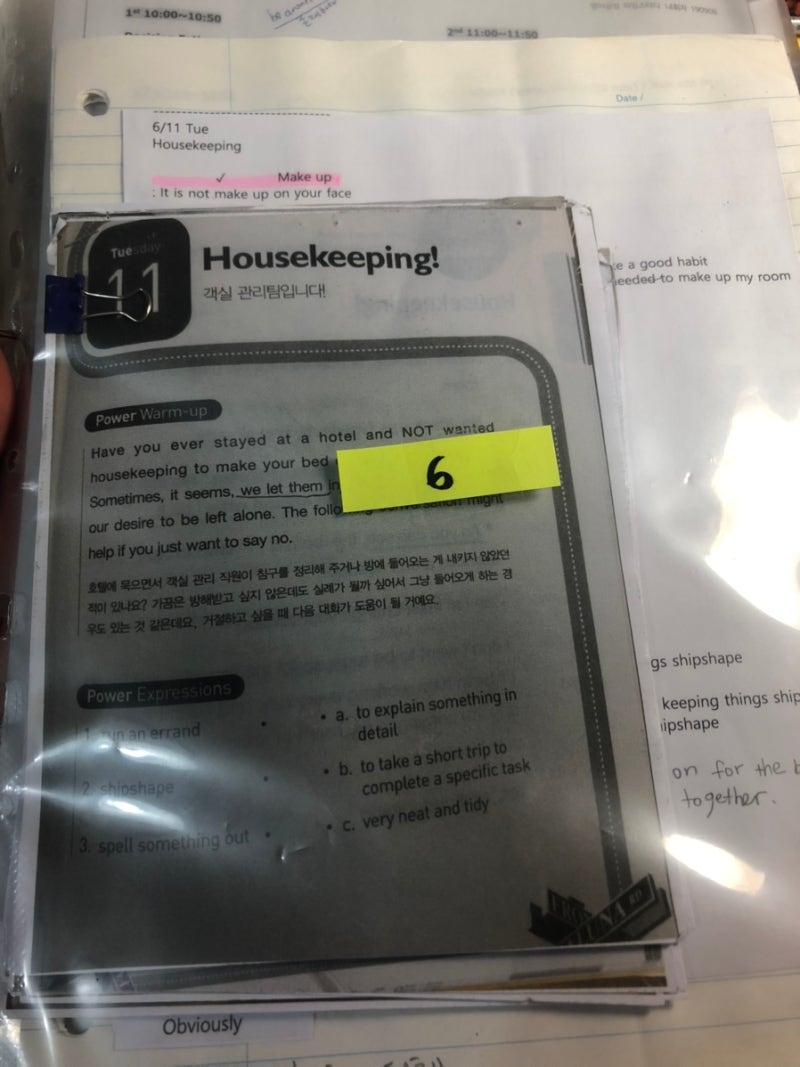 1st 10:00~10:50
2nd 11:00~11:50
Date /
6/11 Tue
Housekeeping
✓ Make up
: It is not make up on your face
e a good habit
needed to make up my room
Tuesday
11
Housekeeping!
객실 관리팀입니다!
Power Warm-up
Have you ever stayed at a hotel and NOT wanted
housekeeping to make your bed
Sometimes, it seems, we let them in
6
our desire to be left alone. The following conversation might
help if you just want to say no.
호텔에 묵으면서 객실 관리 직원이 침구를 정리해 주거나 방에 들어오는 게 내키지 않았던
적이 있나요? 가끔은 방해받고 싶지 않은데도 실례가 될까 싶어서 그냥 들어오게 하는 경
우도 있는 것 같은데요, 거절하고 싶을 때 다음 대화가 도움이 될 거예요.
Power Expressions
1. run an errand
• a. to explain something in
detail
2. shipshape
• b. to take a short trip to
complete a specific task
3. spell something out
• c. very neat and tidy
gs shipshape
keeping things ship
ipshape
on for the b
together.
Obviously